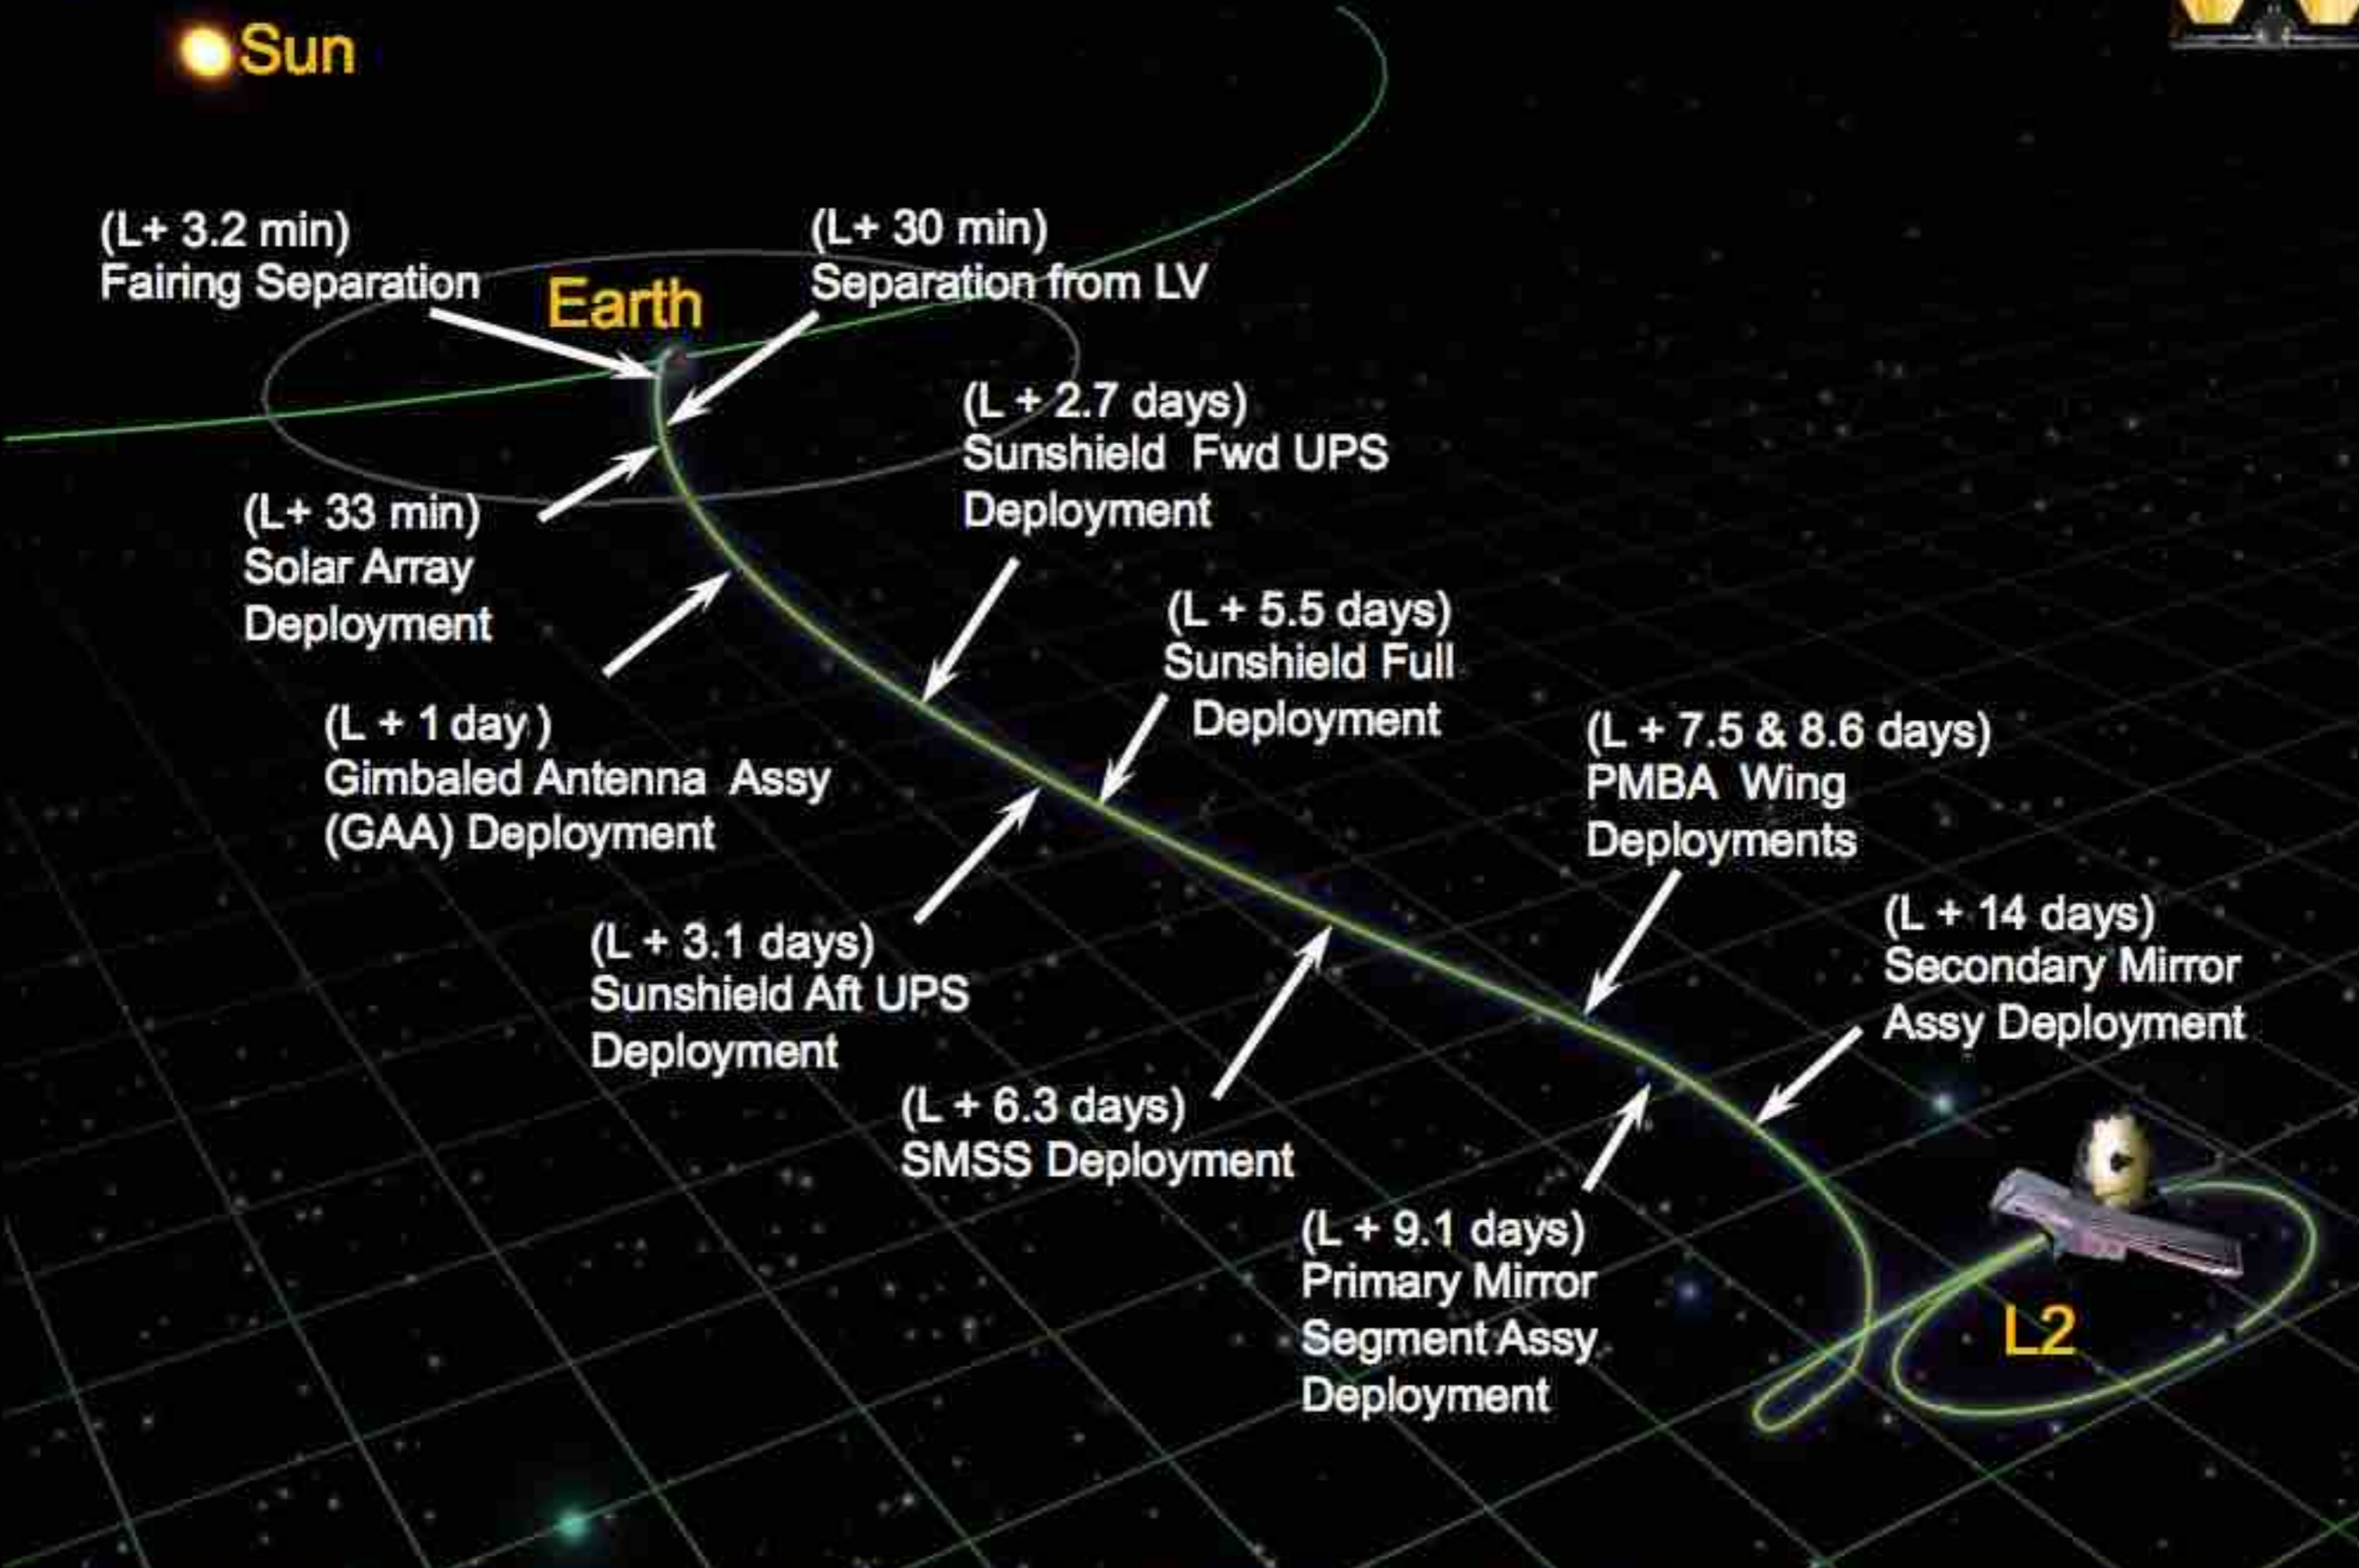 Sun
(L+ 3.2 min)
Fairing Separation
Earth
(L+ 30 min)
Separation from LV
(L+ 33 min)
Solar Array
Deployment
(L + 2.7 days)
Sunshield Fwd UPS
Deployment
(L + 1 day )
Gimbaled Antenna Assy
(GAA) Deployment
(L + 5.5 days)
Sunshield Full
Deployment
(L + 3.1 days)
Sunshield Aft UPS
Deployment
(L + 7.5 & 8.6 days)
PMBA Wing
Deployments
(L + 6.3 days)
SMSS Deployment
(L + 14 days)
Secondary Mirror
Assy Deployment
(L + 9.1 days)
Primary Mirror
Segment Assy
Deployment
L2